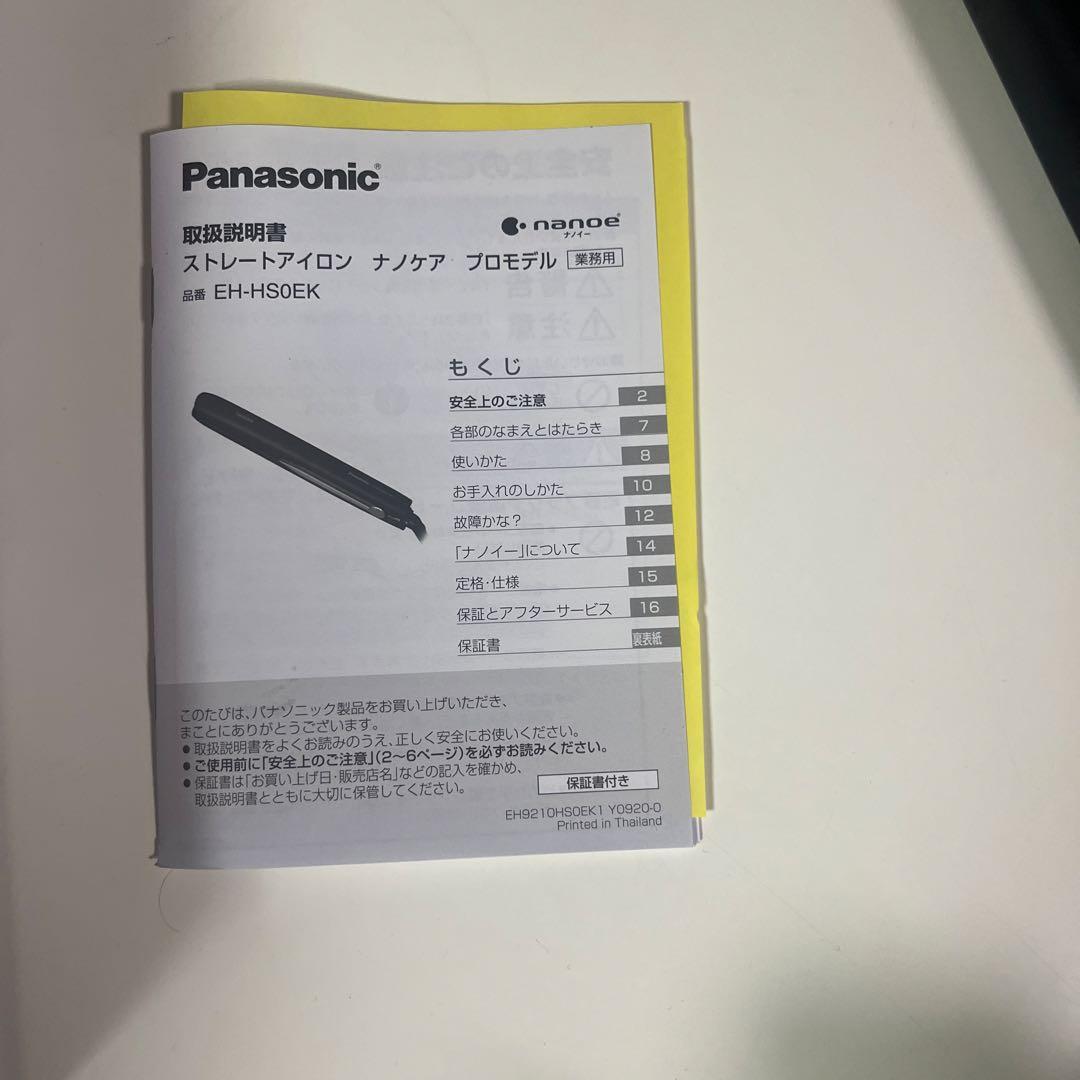 Panasonic®
取扱説明書
nanoe®
ナノイー
ストレートアイロン ナノケア プロモデル 業務用
品番 EH-HS0EK
もくじ
安全上のご注意 2
各部のなまえとはたらき 7
使いかた 8
お手入れのしかた 10
故障かな？ 12
「ナノイー」について 14
定格・仕様 15
保証とアフターサービス 16
保証書 裏表紙
このたびは、パナソニック製品をお買い上げいただき、
まことにありがとうございます。
● 取扱説明書をよくお読みのうえ、正しく安全にお使いください。
● ご使用前に「安全上のご注意」(2～6ページ)を必ずお読みください。
● 保証書は「お買い上げ日・販売店名」などの記入を確かめ、
取扱説明書とともに大切に保管してください。
保証書付き
EH9210HS0EK1 Y0920-0
Printed in Thailand